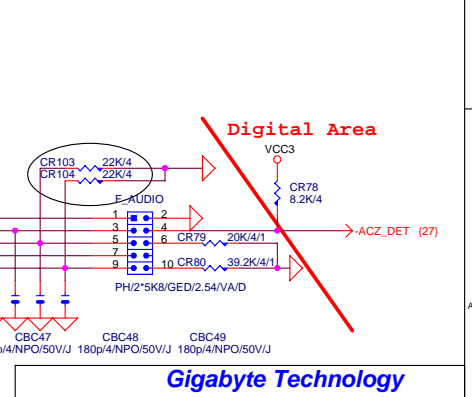 Digital Area
VCC3
CR103 22K/4
CR104 22K/4
CR78
8.2K/4
F_AUDIO
1 2
3 4
5 6
7
9 10
CR79 20K/4/1
CR80 39.2K/4/1
-ACZ_DET {27}
PH/2*5K8/GED/2.54/VA/D
CBC47 CBC48 CBC49
p/4/NPO/50V/J 180p/4/NPO/50V/J 180p/4/NPO/50V/J
A
Gigabyte Technology